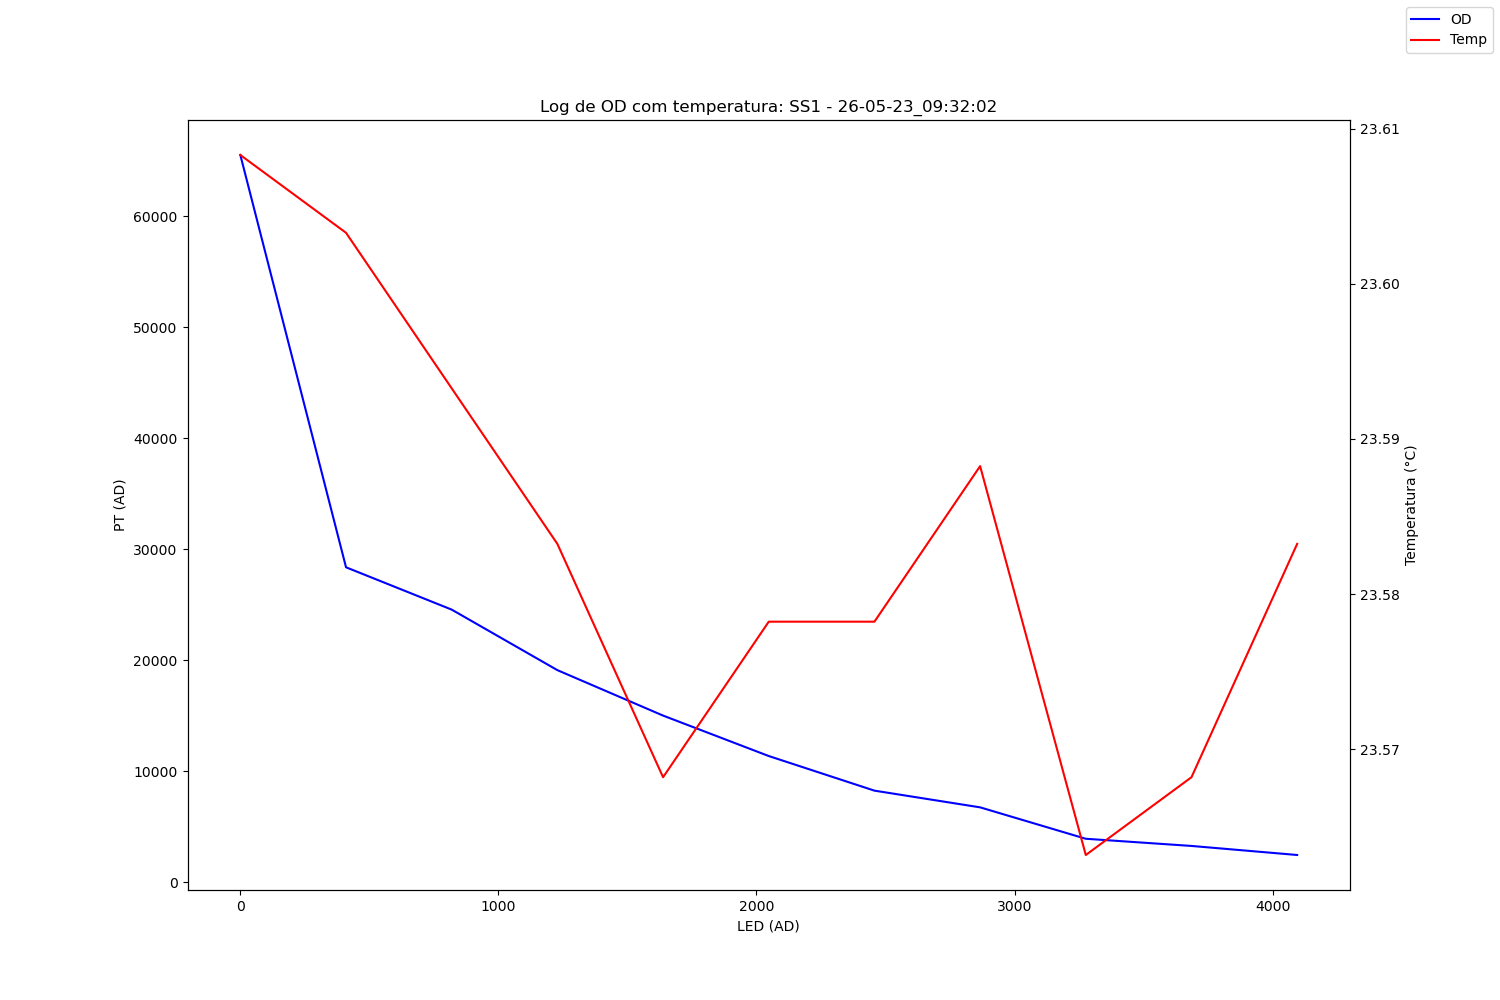 OD
Temp
Log de OD com temperatura: SS1 - 26-05-23_09:32:02
23.61
23.60
23.59
23.58
23.57
Temperatura (°C)
60000
50000
40000
30000
20000
10000
0
PT (AD)
0 1000 2000 3000 4000
LED (AD)